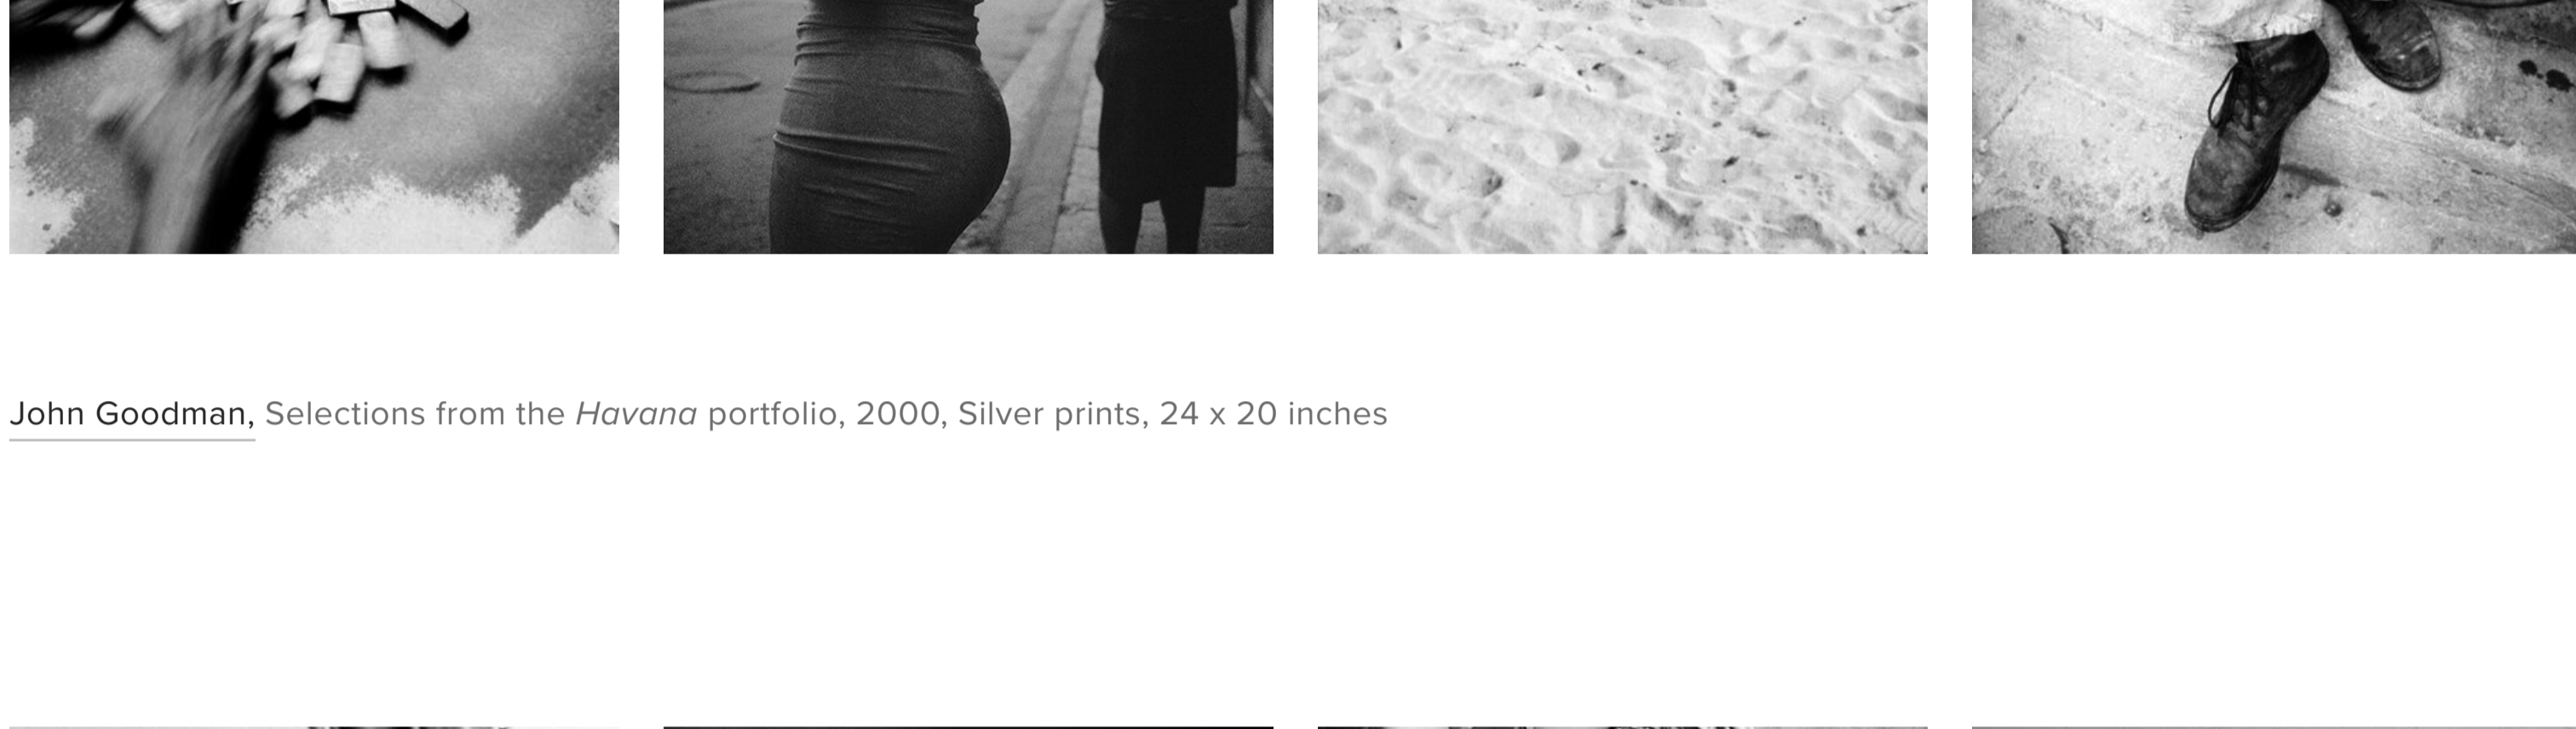 John Goodman, Selections from the Havana portfolio, 2000, Silver prints, 24 x 20 inches